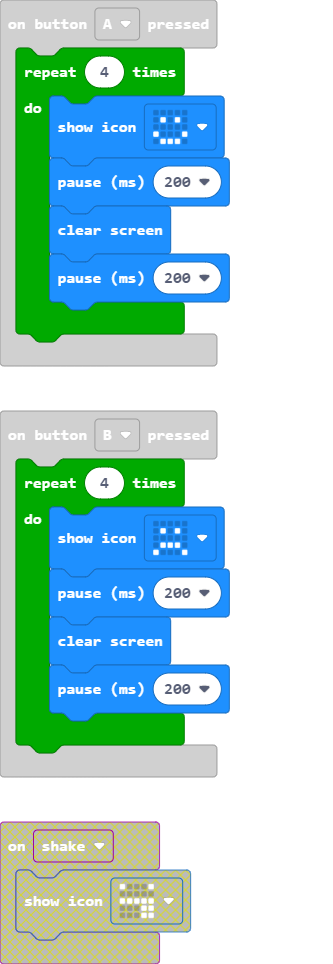 on button A pressed
repeat 4 times
do
show icon
pause (ms) 200
clear screen
pause (ms) 200
on button B pressed
repeat 4 times
do
show icon
pause (ms) 200
clear screen
pause (ms) 200
on shake
show icon